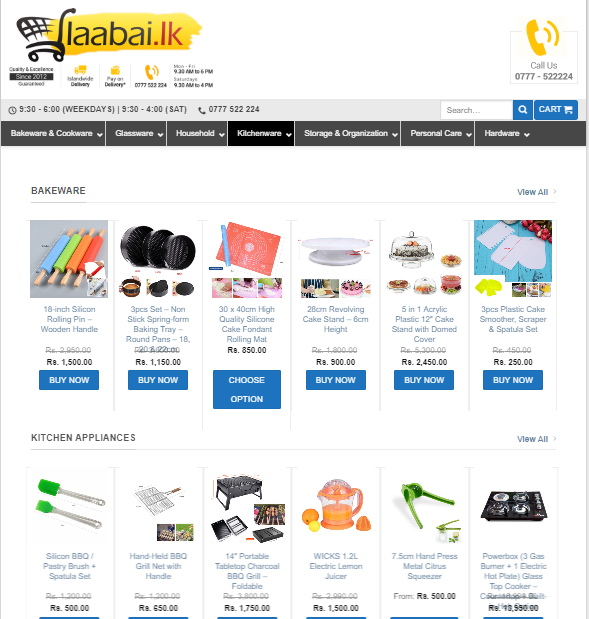 laabai.lk
Quality & Excellence
Since 2012
Guaranteed
Islandwide
Delivery
Pay on
Delivery*
0777 522 224
Mon - Fri
9.30 AM to 6 PM
Saturdays
9.30 AM to 4 PM
Call Us
0777 - 522224
9:30 - 6:00 (WEEKDAYS) | 9:30 - 4:00 (SAT) 0777 522 224
Search... CART
Bakeware & Cookware Glassware Household Kitchenware Storage & Organization Personal Care Hardware
BAKEWARE View All
18-inch Silicon
Rolling Pin –
Wooden Handle
Rs. 2,950.00
Rs. 1,500.00
BUY NOW
3pcs Set – Non
Stick Spring-form
Baking Tray –
Round Pans – 18,
Rs. 1,150.00
BUY NOW
30 x 40cm High
Quality Silicone
Cake Fondant
Rolling Mat
Rs. 850.00
CHOOSE
OPTION
28cm Revolving
Cake Stand – 6cm
Height
Rs. 1,800.00
Rs. 900.00
BUY NOW
5 in 1 Acrylic
Plastic 12" Cake
Stand with Domed
Cover
Rs. 5,300.00
Rs. 2,450.00
BUY NOW
3pcs Plastic Cake
Smoother, Scraper
& Spatula Set
Rs. 450.00
Rs. 250.00
BUY NOW
KITCHEN APPLIANCES View All
Silicon BBQ /
Pastry Brush +
Spatula Set
Rs. 1,200.00
Rs. 500.00
Hand-Held BBQ
Grill Net with
Handle
Rs. 1,300.00
Rs. 650.00
14" Portable
Tabletop Charcoal
BBQ Grill –
Foldable
Rs. 3,800.00
Rs. 1,750.00
WICKS 1.2L
Electric Lemon
Juicer
Rs. 2,990.00
Rs. 1,500.00
7.5cm Hand Press
Metal Citrus
Squeezer
From: Rs. 500.00
Powerbox (3 Gas
Burner + 1 Electric
Hot Plate) Glass
Top Cooker –